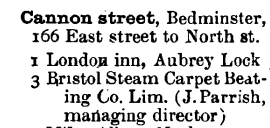 Cannon street, Bedminster,
166 East street to North st.
1 London inn, Aubrey Lock
3 Bristol Steam Carpet Beat-
ing Co. Lim. (J. Parrish,
managing director)